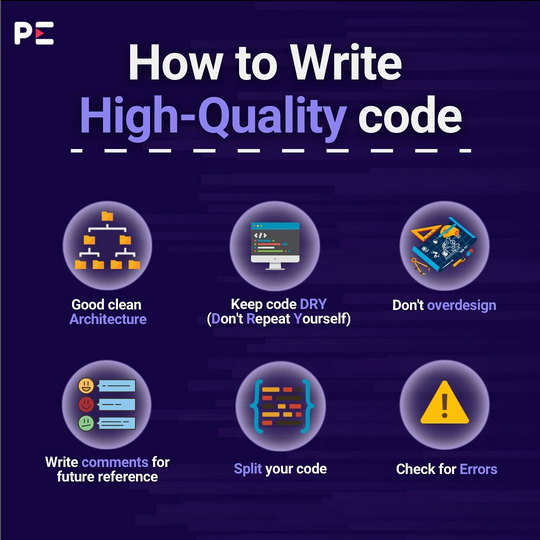 PE
How to Write
High-Quality code
</>
Good clean
Architecture
Keep code DRY
(Don't Repeat Yourself)
Don't overdesign
Write comments for
future reference
Split your code
Check for Errors